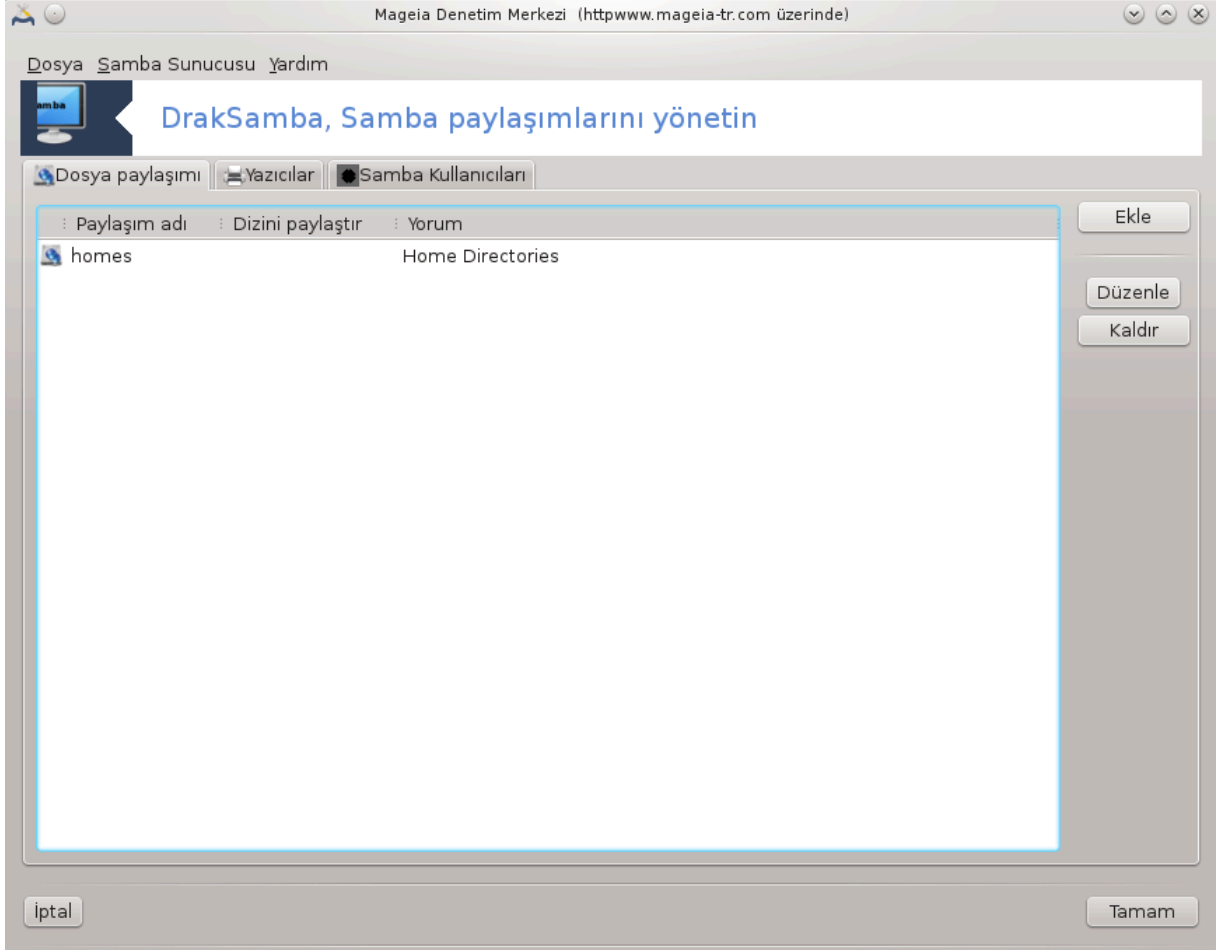 Mageia Denetim Merkezi (httpwww.mageia-tr.com üzerinde)
Dosya Samba Sunucusu Yardım
amba
DrakSamba, Samba paylaşımlarını yönetin
Dosya paylaşımı Yazıcılar Samba Kullanıcıları
Paylaşım adı Dizini paylaştır Yorum
homes Home Directories
Ekle
Düzenle
Kaldır
İptal Tamam